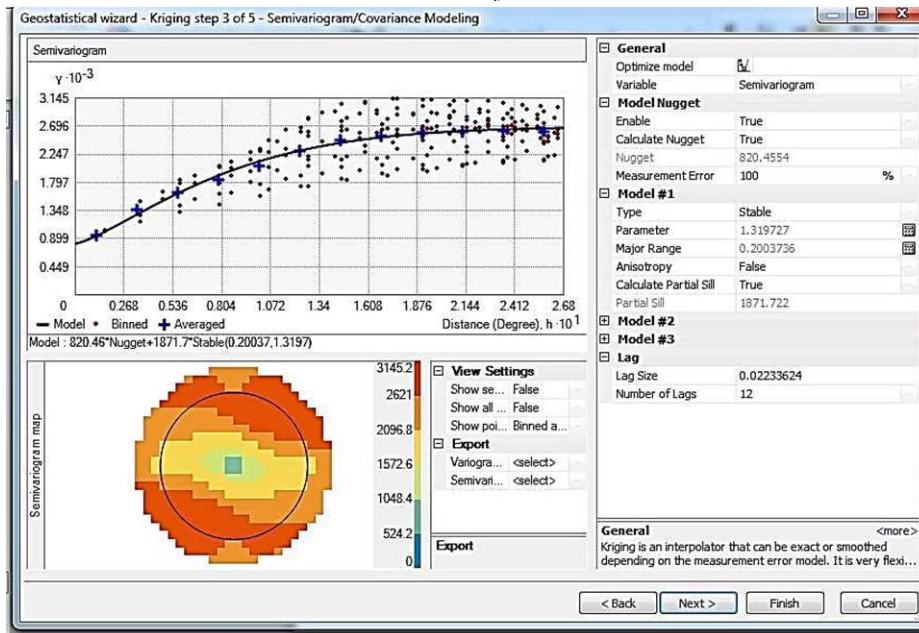 Geostatistical wizard - Kriging step 3 of 5 - Semivariogram/Covariance Modeling
Semivariogram
γ·10⁻³
3.145
2.696
2.247
1.797
1.348
0.899
0.449
0 0.268 0.536 0.804 1.072 1.34 1.608 1.876 2.144 2.412 2.68
Model Binned Averaged Distance (Degree), h·10¹
Model : 820.46*Nugget+1871.7*Stable(0.20037,1.3197)
Semivariogram map
3145.2
2621
2096.8
1572.6
1048.4
524.2
0
View Settings
Show se... False
Show all ... False
Show poi... Binned a...
Export
Variogra... <select>
Semivari... <select>
Export
General
Optimize model
Variable Semivariogram
Model Nugget
Enable True
Calculate Nugget True
Nugget 820.4554
Measurement Error 100 %
Model #1
Type Stable
Parameter 1.319727
Major Range 0.2003736
Anisotropy False
Calculate Partial Sill True
Partial Sill 1871.722
Model #2
Model #3
Lag
Lag Size 0.02233624
Number of Lags 12
General <more>
Kriging is an interpolator that can be exact or smoothed
depending on the measurement error model. It is very flexi...
< Back Next > Finish Cancel